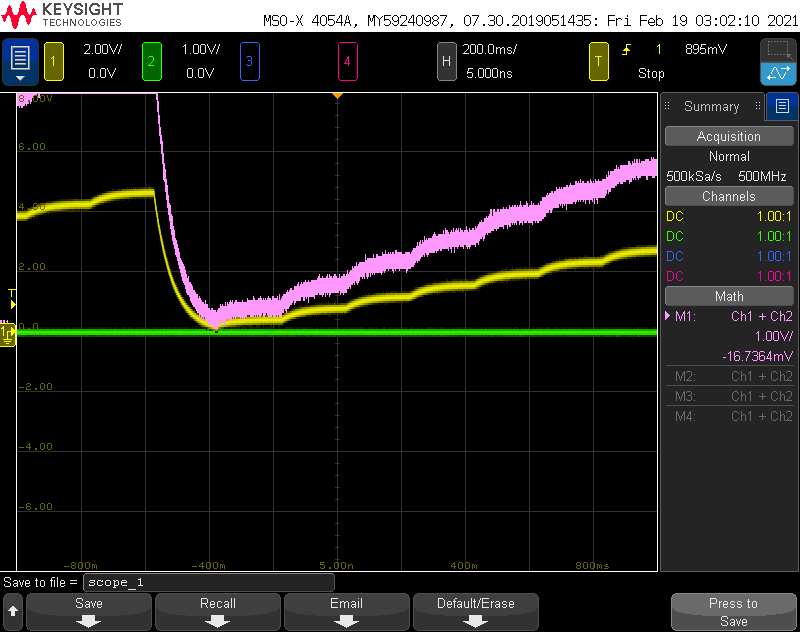 KEYSIGHT
TECHNOLOGIES
MSO-X 4054A, MY59240987, 07.30.2019051435: Fri Feb 19 03:02:10 2021
1 2.00V/ 2 1.00V/ 3 4 H 200.0ms/ T 1 895mV
0.0V 0.0V 5.000ns Stop
8.00V
6.00
4.00
2.00
T
0.0
1
-2.00
-4.00
-6.00
-800m -400m 5.00n 400m 800ms
Summary
Acquisition
Normal
500kSa/s 500MHz
Channels
DC 1.00:1
DC 1.00:1
DC 1.00:1
DC 1.00:1
Math
M1: Ch1 + Ch2
1.00V/
-16.7364mV
M2: Ch1 + Ch2
M3: Ch1 + Ch2
M4: Ch1 + Ch2
Save to file = scope_1
Save Recall Email Default/Erase Press to
Save